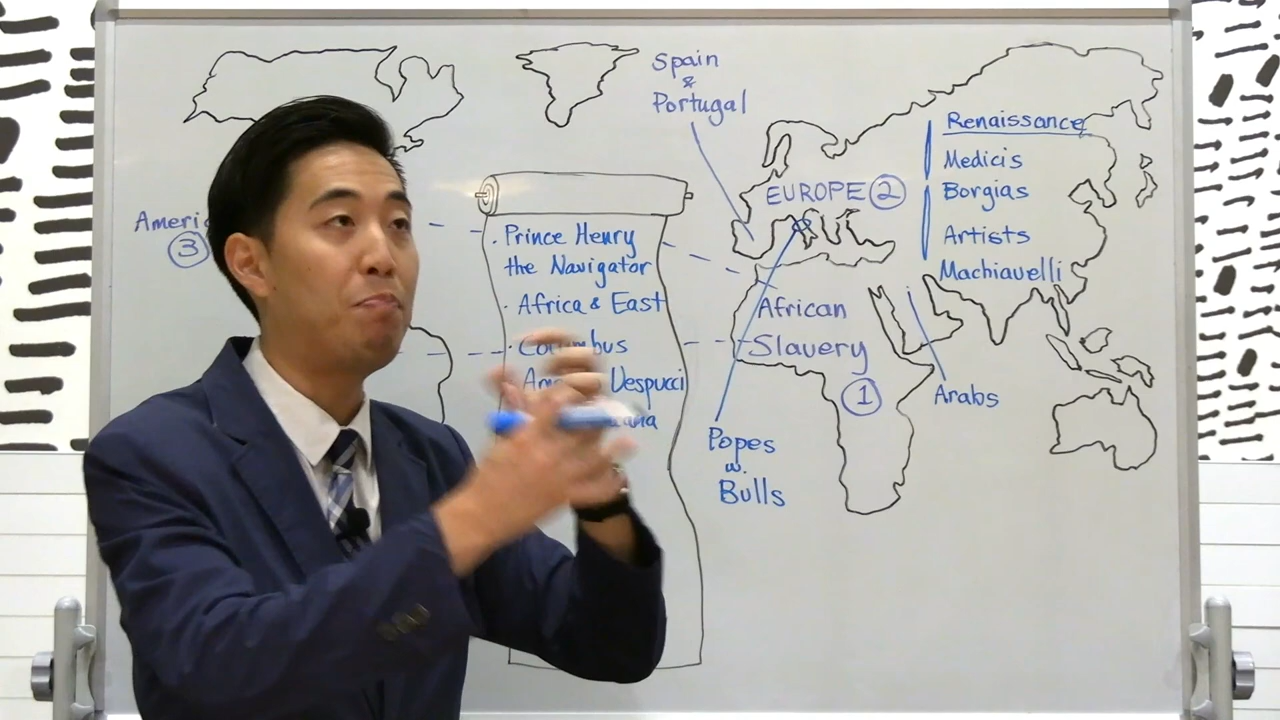 Spain
&
Portugal
Renaissance
Medicis
Borgias
Artists
Machiavelli
EUROPE 2
3
· Prince Henry
the Navigator
· Africa & East
·
Vespucci
African
Slavery
1
Arabs
Popes
w.
Bulls